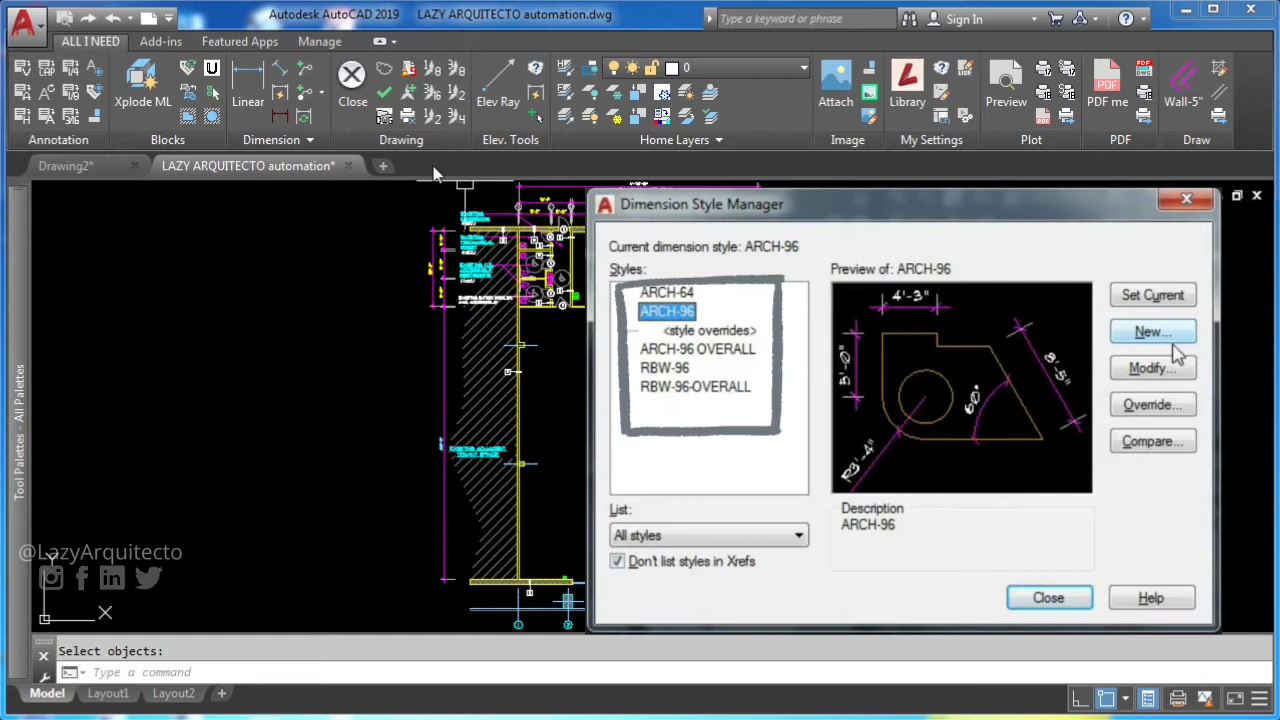 Autodesk AutoCAD 2019 LAZY ARQUITECTO automation.dwg
Type a keyword or phrase
Sign In
ALL I NEED Add-ins Featured Apps Manage
Xplode ML
Linear
Close
Elev Ray
0
Attach
Library
Preview
PDF me
Wall-5"
Annotation Blocks Dimension Drawing Elev. Tools Home Layers Image My Settings Plot PDF Draw
Drawing2* LAZY ARQUITECTO automation*
Tool Palettes - All Palettes
Dimension Style Manager
Current dimension style: ARCH-96
Styles:
ARCH-64
ARCH-96
<style overrides>
ARCH-96 OVERALL
RBW-96
RBW-96-OVERALL
Preview of: ARCH-96
4'-3"
5'-0"
8'-5"
60°
R3'-4"
Set Current
New...
Modify...
Override...
Compare...
List:
All styles
Don't list styles in Xrefs
Description
ARCH-96
Close
Help
@LazyArquitecto
Y
X
Select objects:
Type a command
Model Layout1 Layout2